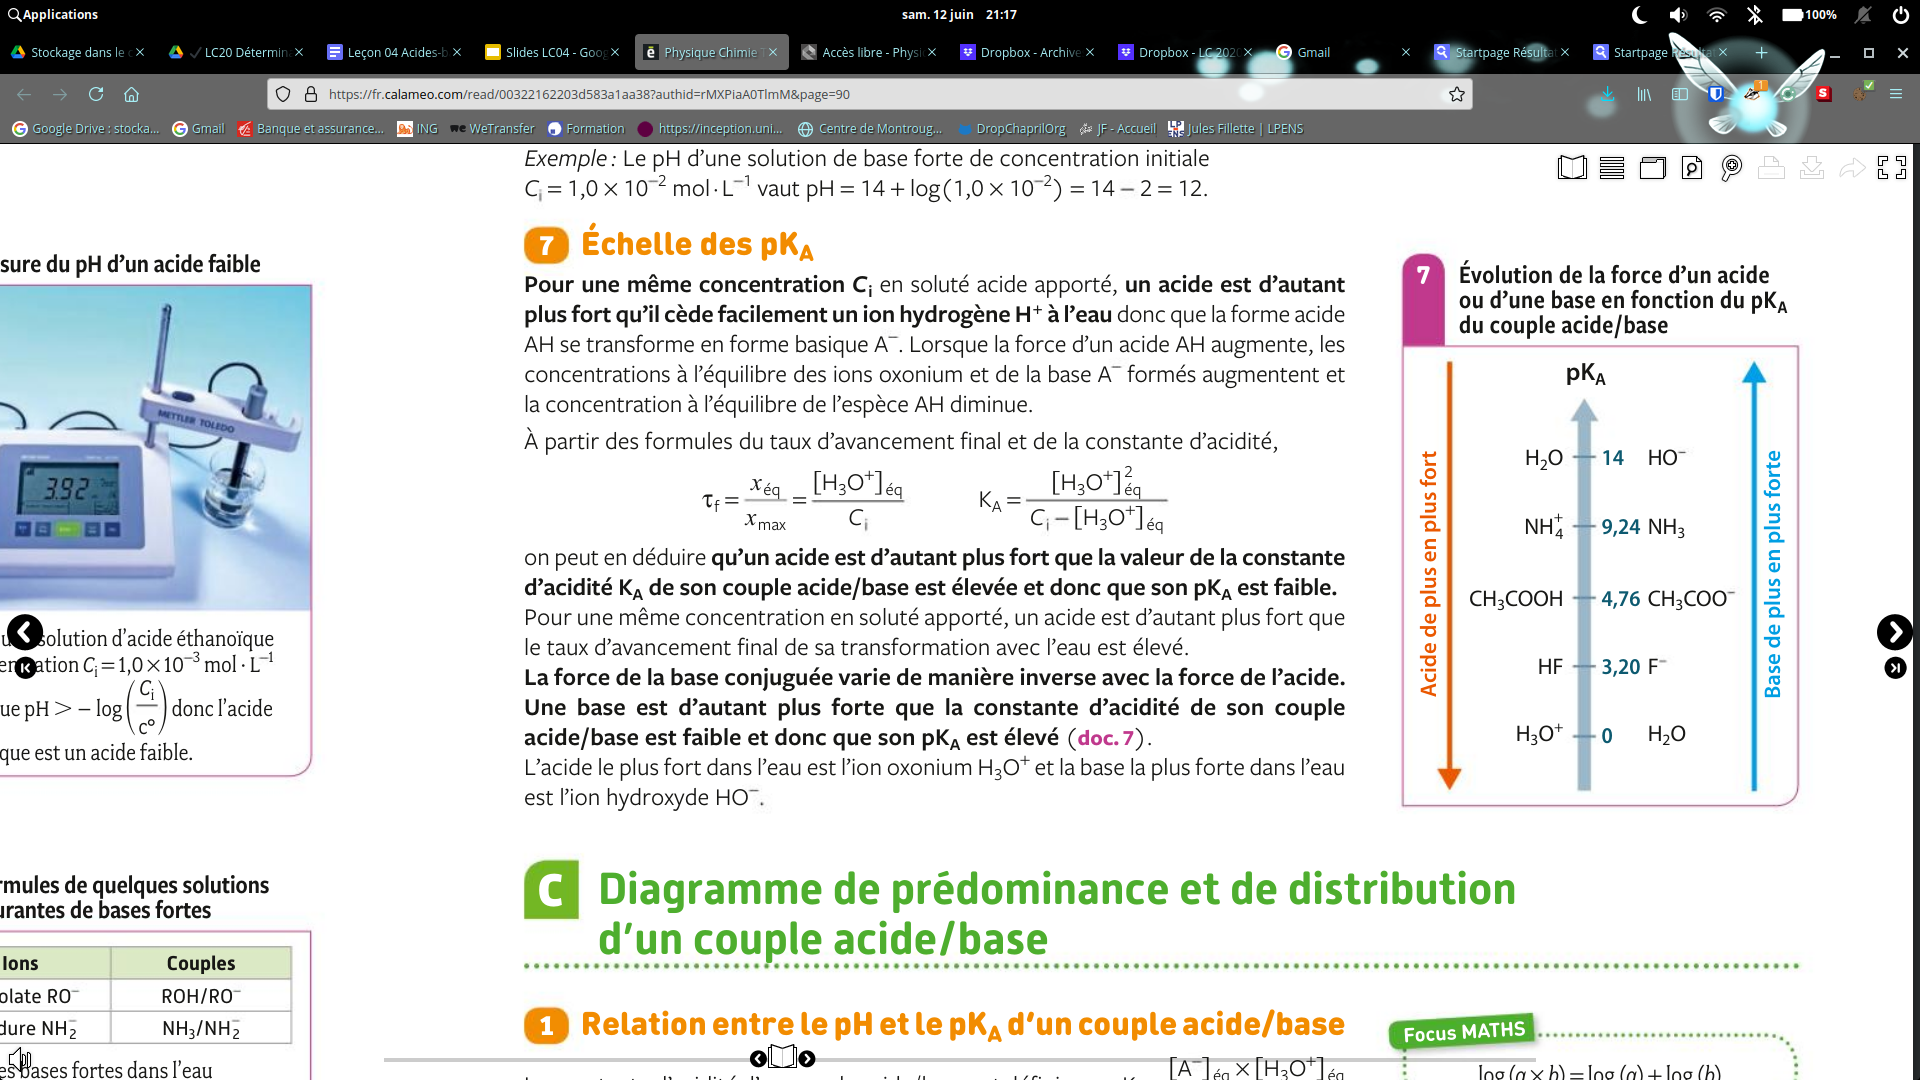 Applications
sam. 12 juin 21:17
100%
Stockage dans le c
✓ LC20 Détermin
Leçon 04 Acides-b
Slides LC04 - Goog
Physique Chimie T
Accès libre - Physi
Dropbox - Archive
Dropbox - LC 2020
Gmail
Startpage Résulta
Startpage Résulta
https://fr.calameo.com/read/00322162203d583a1aa38?authid=rMXPiaA0TlmM&page=90
Google Drive : stocka...
Gmail
Banque et assurance...
ING
WeTransfer
Formation
https://inception.uni...
Centre de Montroug...
DropChaprilOrg
JF - Accueil
Jules Fillette | LPENS
Exemple : Le pH d’une solution de base forte de concentration initiale
Cᵢ = 1,0 × 10⁻² mol · L⁻¹ vaut pH = 14 + log(1,0 × 10⁻²) = 14 – 2 = 12.
7 Échelle des pKA
Pour une même concentration Cᵢ en soluté acide apporté, un acide est d’autant
plus fort qu’il cède facilement un ion hydrogène H⁺ à l’eau donc que la forme acide
AH se transforme en forme basique A⁻. Lorsque la force d’un acide AH augmente, les
concentrations à l’équilibre des ions oxonium et de la base A⁻ formés augmentent et
la concentration à l’équilibre de l’espèce AH diminue.
À partir des formules du taux d’avancement final et de la constante d’acidité,
τf = xéq / xmax = [H₃O⁺]éq / Cᵢ KA = [H₃O⁺]²éq / Cᵢ – [H₃O⁺]éq
on peut en déduire qu’un acide est d’autant plus fort que la valeur de la constante
d’acidité KA de son couple acide/base est élevée et donc que son pKA est faible.
Pour une même concentration en soluté apporté, un acide est d’autant plus fort que
le taux d’avancement final de sa transformation avec l’eau est élevé.
La force de la base conjuguée varie de manière inverse avec la force de l’acide.
Une base est d’autant plus forte que la constante d’acidité de son couple
acide/base est faible et donc que son pKA est élevé (doc. 7).
L’acide le plus fort dans l’eau est l’ion oxonium H₃O⁺ et la base la plus forte dans l’eau
est l’ion hydroxyde HO⁻.
sure du pH d’un acide faible
METTLER TOLEDO
3.92
solution d’acide éthanoïque
ation Cᵢ = 1,0 × 10⁻³ mol · L⁻¹
ue pH > – log (Cᵢ / c°) donc l’acide
que est un acide faible.
rmules de quelques solutions
urantes de bases fortes
Ions Couples
olate RO⁻ ROH/RO⁻
dure NH₂⁻ NH₃/NH₂⁻
es bases fortes dans l’eau
7 Évolution de la force d’un acide
ou d’une base en fonction du pKA
du couple acide/base
pKA
Acide de plus en plus fort
Base de plus en plus forte
H₂O 14 HO⁻
NH₄⁺ 9,24 NH₃
CH₃COOH 4,76 CH₃COO⁻
HF 3,20 F⁻
H₃O⁺ 0 H₂O
C Diagramme de prédominance et de distribution
d’un couple acide/base
1 Relation entre le pH et le pKA d’un couple acide/base
[A⁻]éq × [H₃O⁺]éq
Focus MATHS
log (a × b) = log (a) + log (b)